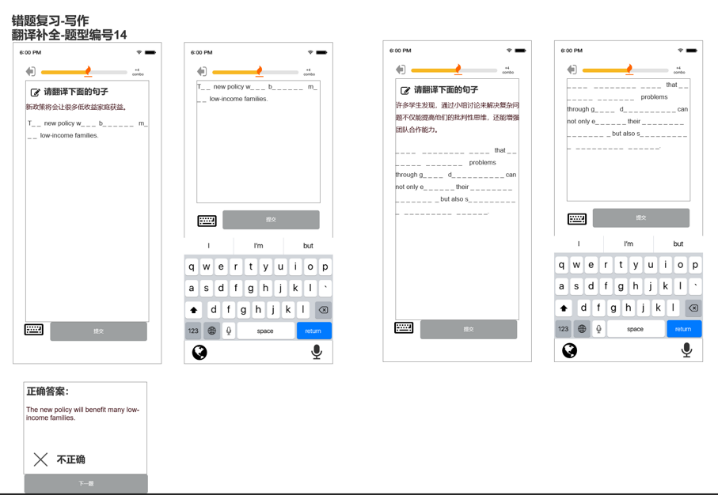 错题复习-写作
翻译补全-题型编号14
6:00 PM
+4
combo
请翻译下面的句子
新政策将会让很多低收益家庭获益。
T_ _ new policy w_ _ _ b_ _ _ _ _ _ m_
_ _ low-income families.
提交
6:00 PM
+4
combo
T_ _ new policy w_ _ _ b_ _ _ _ _ _ m_
_ _ low-income families.
提交
I I'm but
q w e r t y u i o p
a s d f g h j k l `
d f g h j k l
123 space return
6:00 PM
+4
combo
请翻译下面的句子
许多学生发现，通过小组讨论来解决复杂问
题不仅能提高他们的批判性思维，还能增强
团队合作能力。
_ _ _ _ _ _ _ _ _ _ _ _ that _ _
_ _ _ _ _ _ _ _ _ _ _ _ problems
through g_ _ _ _ d_ _ _ _ _ _ _ _ _ can
not only e_ _ _ _ _ _ their _ _ _ _ _ _ _ _
_ _ _ _ _ _ _ _ but also s_ _ _ _ _ _ _ _ _
_ _ _ _ _ _ _ _ _ _ _ _ _ _ _.
提交
6:00 PM
+4
combo
_ _ _ _ _ _ _ _ _ _ _ _ that _ _
_ _ _ _ _ _ _ _ _ _ _ _ problems
through g_ _ _ _ d_ _ _ _ _ _ _ _ _ can
not only e_ _ _ _ _ _ their _ _ _ _ _ _ _ _
_ _ _ _ _ _ _ _ but also s_ _ _ _ _ _ _ _ _
_ _ _ _ _ _ _ _ _ _ _ _ _ _ _.
提交
I I'm but
q w e r t y u i o p
a s d f g h j k l `
d f g h j k l
123 space return
正确答案：
The new policy will benefit many low-
income families.
不正确
下一题